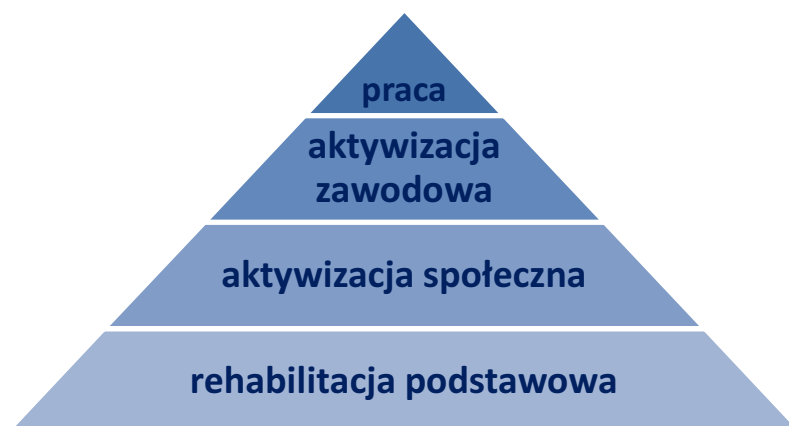 praca
aktywizacja
zawodowa
aktywizacja społeczna
rehabilitacja podstawowa